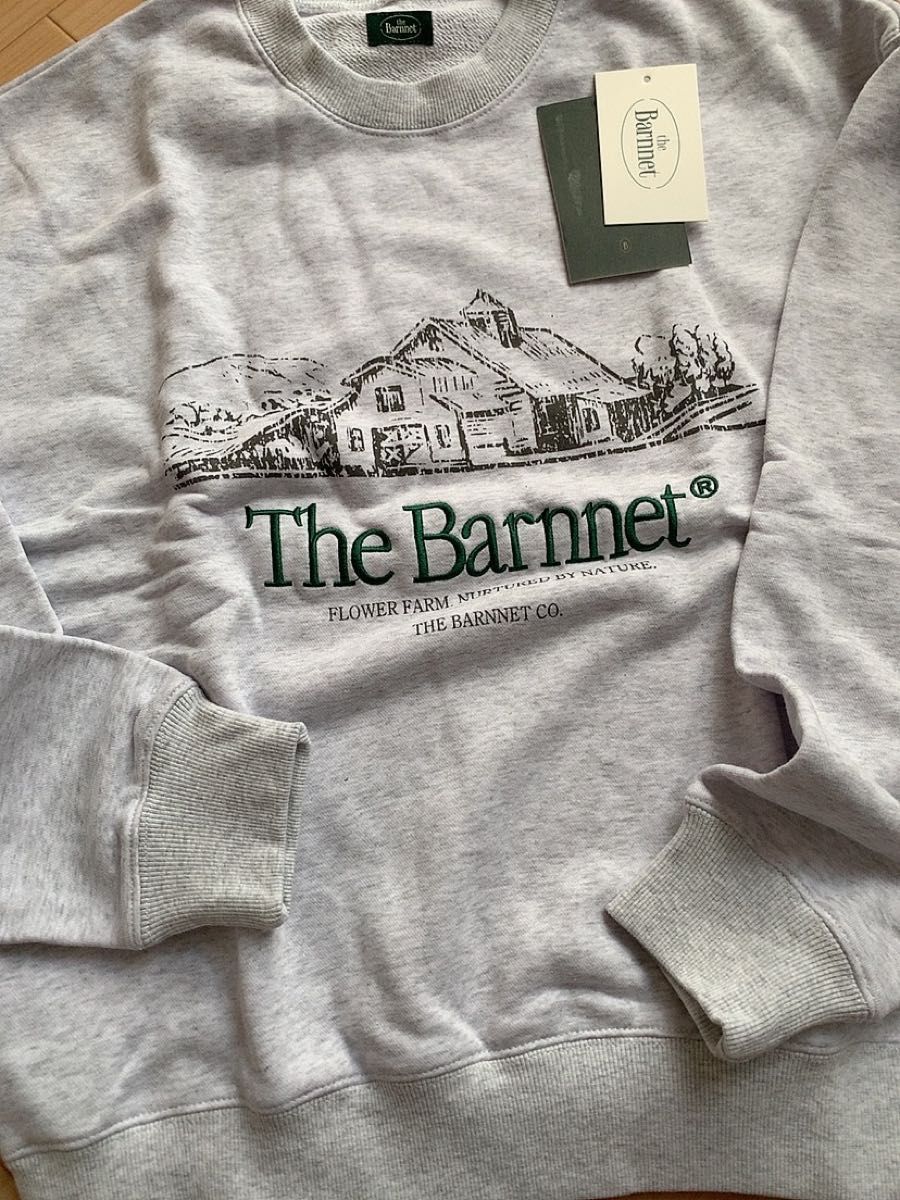 the
Barnnet
the
Barnnet
B
The Barnnet®
FLOWER FARM. NURTURED BY NATURE.
THE BARNNET CO.